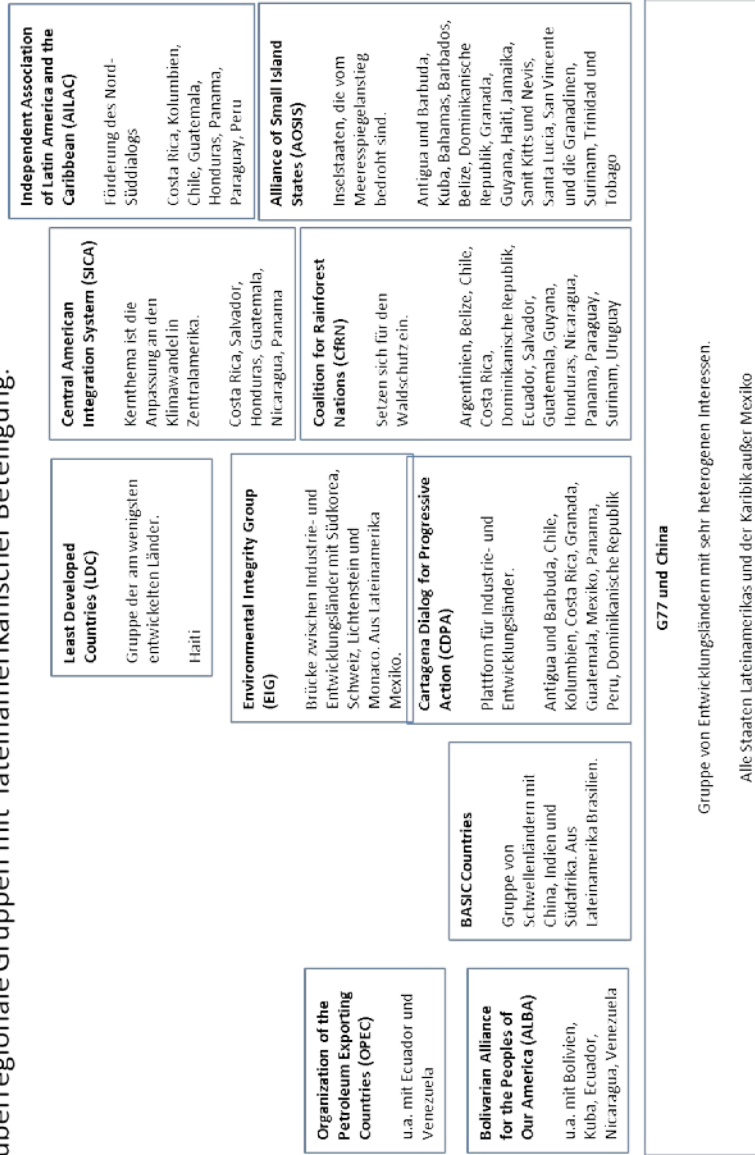 überregionale Gruppen mit lateinamerikanischer Beteiligung.
Organization of the
Petroleum Exporting
Countries (OPEC)
u.a. mit Ecuador und
Venezuela
Bolivarian Alliance
for the Peoples of
Our America (ALBA)
u.a. mit Bolivien,
Kuba, Ecuador,
Nicaragua, Venezuela
BASIC Countries
Gruppe von
Schwellenländern mit
China, Indien und
Südafrika. Aus
Lateinamerika Brasilien.
Least Developed
Countries (LDC)
Gruppe der am wenigsten
entwickelten Länder.
Haiti
Environmental Integrity Group
(EIG)
Brücke zwischen Industrie- und
Entwicklungsländer mit Südkorea,
Schweiz, Lichtenstein und
Monaco. Aus Lateinamerika
Mexiko.
Cartagena Dialog for Progressive
Action (CDPA)
Plattform für Industrie- und
Entwicklungsländer.
Antigua und Barbuda, Chile,
Kolumbien, Costa Rica, Granada,
Guatemala, Mexiko, Panama,
Peru, Dominikanische Republik
Central American
Integration System (SICA)
Kernthema ist die
Anpassung an den
Klimawandel in
Zentralamerika.
Costa Rica, Salvador,
Honduras, Guatemala,
Nicaragua, Panama
Coalition for Rainforest
Nations (CfRN)
Setzen sich für den
Waldschutz ein.
Argentinien, Belize, Chile,
Costa Rica,
Dominikanische Republik,
Ecuador, Salvador,
Guatemala, Guyana,
Honduras, Nicaragua,
Panama, Paraguay,
Surinam, Uruguay
Independent Association
of Latin America and the
Caribbean (AILAC)
Förderung des Nord-
Süddialogs
Costa Rica, Kolumbien,
Chile, Guatemala,
Honduras, Panama,
Paraguay, Peru
Alliance of Small Island
States (AOSIS)
Inselstaaten, die vom
Meeresspiegelanstieg
bedroht sind.
Antigua und Barbuda,
Kuba, Bahamas, Barbados,
Belize, Dominikanische
Republik, Granada,
Guyana, Haiti, Jamaika,
Sanit Kitts und Nevis,
Santa Lucia, San Vincente
und die Granadinen,
Surinam, Trinidad und
Tobago
G77 und China
Gruppe von Entwicklungsländern mit sehr heterogenen Interessen.
Alle Staaten Lateinamerikas und der Karibik außer Mexiko